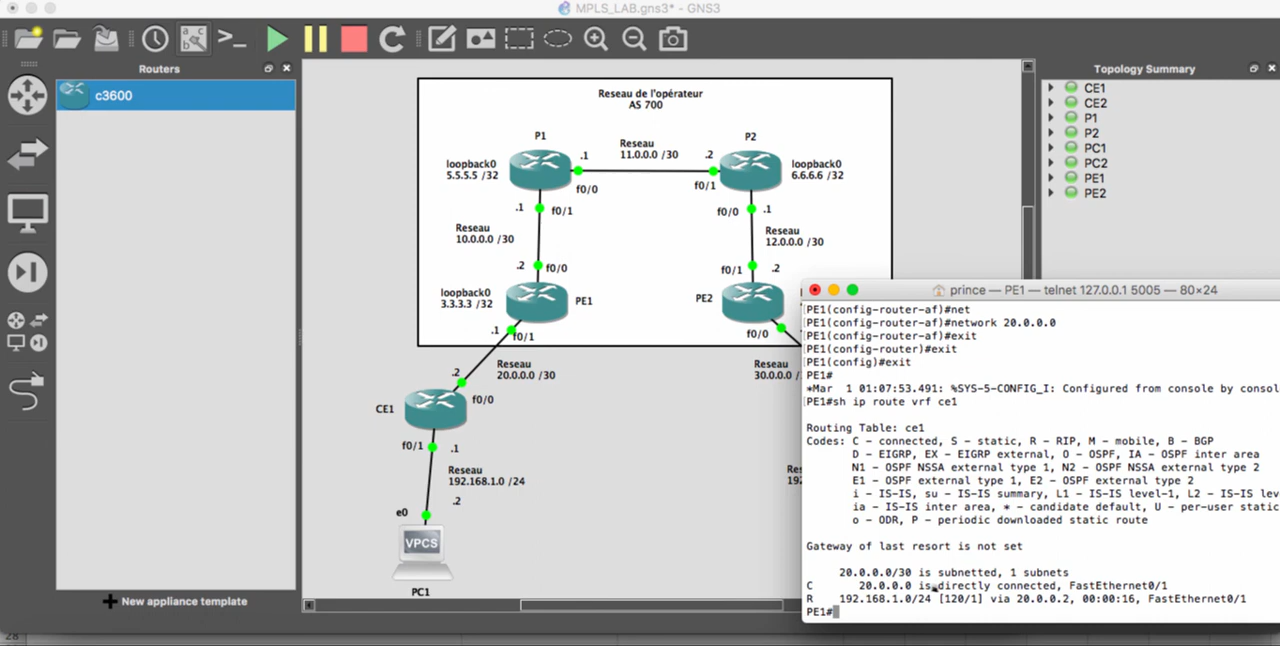 MPLS_LAB.gns3* - GNS3
Routers
c3600
New appliance template
28
Reseau de l'opérateur
AS 700
P1
P2
loopback0
5.5.5.5 /32
.1
Reseau
11.0.0.0 /30
.2
loopback0
6.6.6.6 /32
f0/0
f0/1
.1
f0/1
f0/0
.1
Reseau
10.0.0.0 /30
Reseau
12.0.0.0 /30
.2
f0/0
f0/1
.2
loopback0
3.3.3.3 /32
PE1
PE2
.1
f0/1
f0/0
Reseau
20.0.0.0 /30
30.0.0.0
.2
f0/0
CE1
f0/1
.1
Reseau
192.168.1.0 /24
.2
e0
VPCS
PC1
Topology Summary
CE1
CE2
P1
P2
PC1
PC2
PE1
PE2
prince — PE1 — telnet 127.0.0.1 5005 — 80×24
PE1(config-router-af)#net
PE1(config-router-af)#network 20.0.0.0
PE1(config-router-af)#exit
PE1(config-router)#exit
PE1(config)#exit
PE1#
*Mar 1 01:07:53.491: %SYS-5-CONFIG_I: Configured from console by consol
PE1#sh ip route vrf ce1
Routing Table: ce1
Codes: C - connected, S - static, R - RIP, M - mobile, B - BGP
D - EIGRP, EX - EIGRP external, O - OSPF, IA - OSPF inter area
N1 - OSPF NSSA external type 1, N2 - OSPF NSSA external type 2
E1 - OSPF external type 1, E2 - OSPF external type 2
i - IS-IS, su - IS-IS summary, L1 - IS-IS level-1, L2 - IS-IS lev
ia - IS-IS inter area, * - candidate default, U - per-user static
o - ODR, P - periodic downloaded static route
Gateway of last resort is not set
20.0.0.0/30 is subnetted, 1 subnets
C 20.0.0.0 is directly connected, FastEthernet0/1
R 192.168.1.0/24 [120/1] via 20.0.0.2, 00:00:16, FastEthernet0/1
PE1#